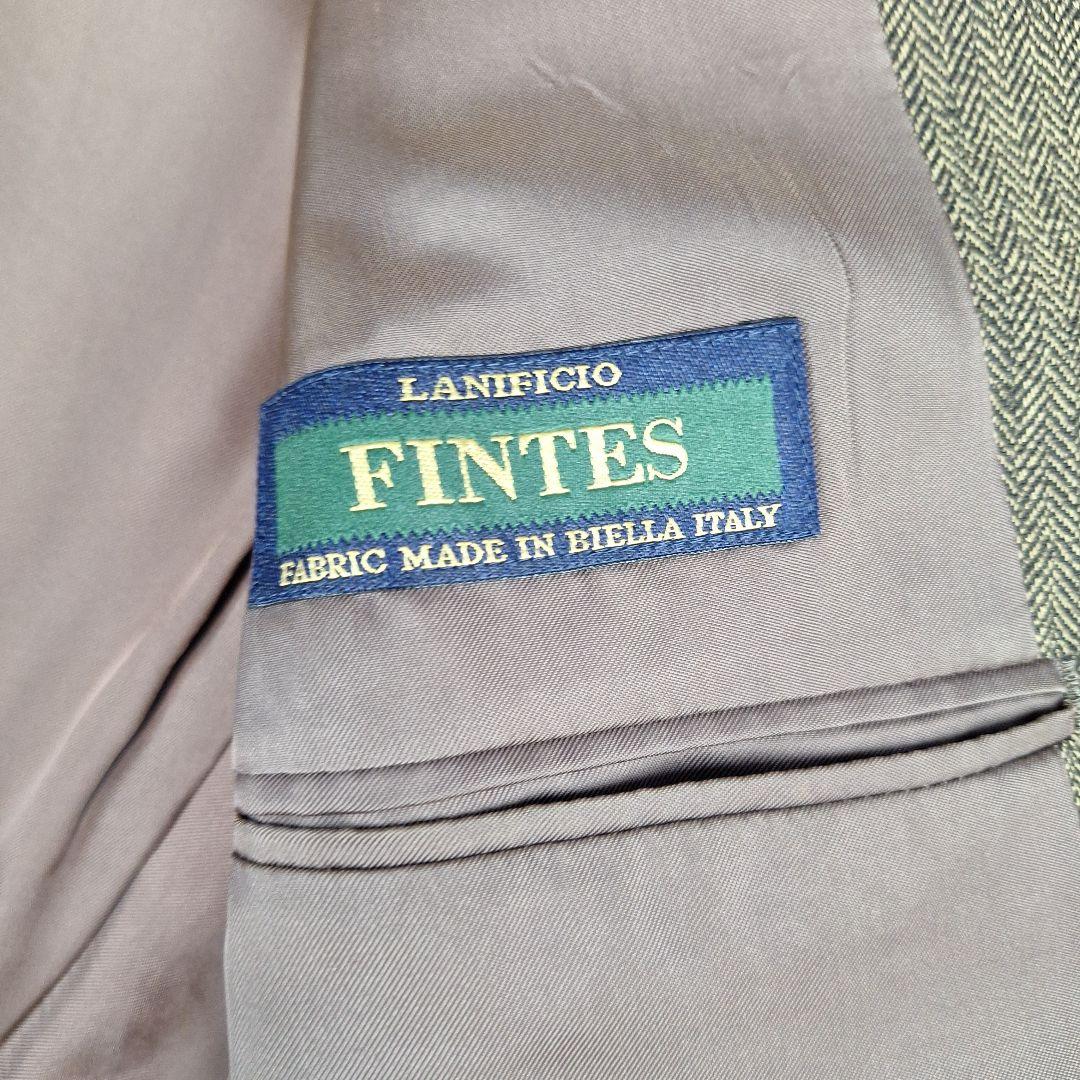 LANIFICIO
FINTES
FABRIC MADE IN BIELLA ITALY